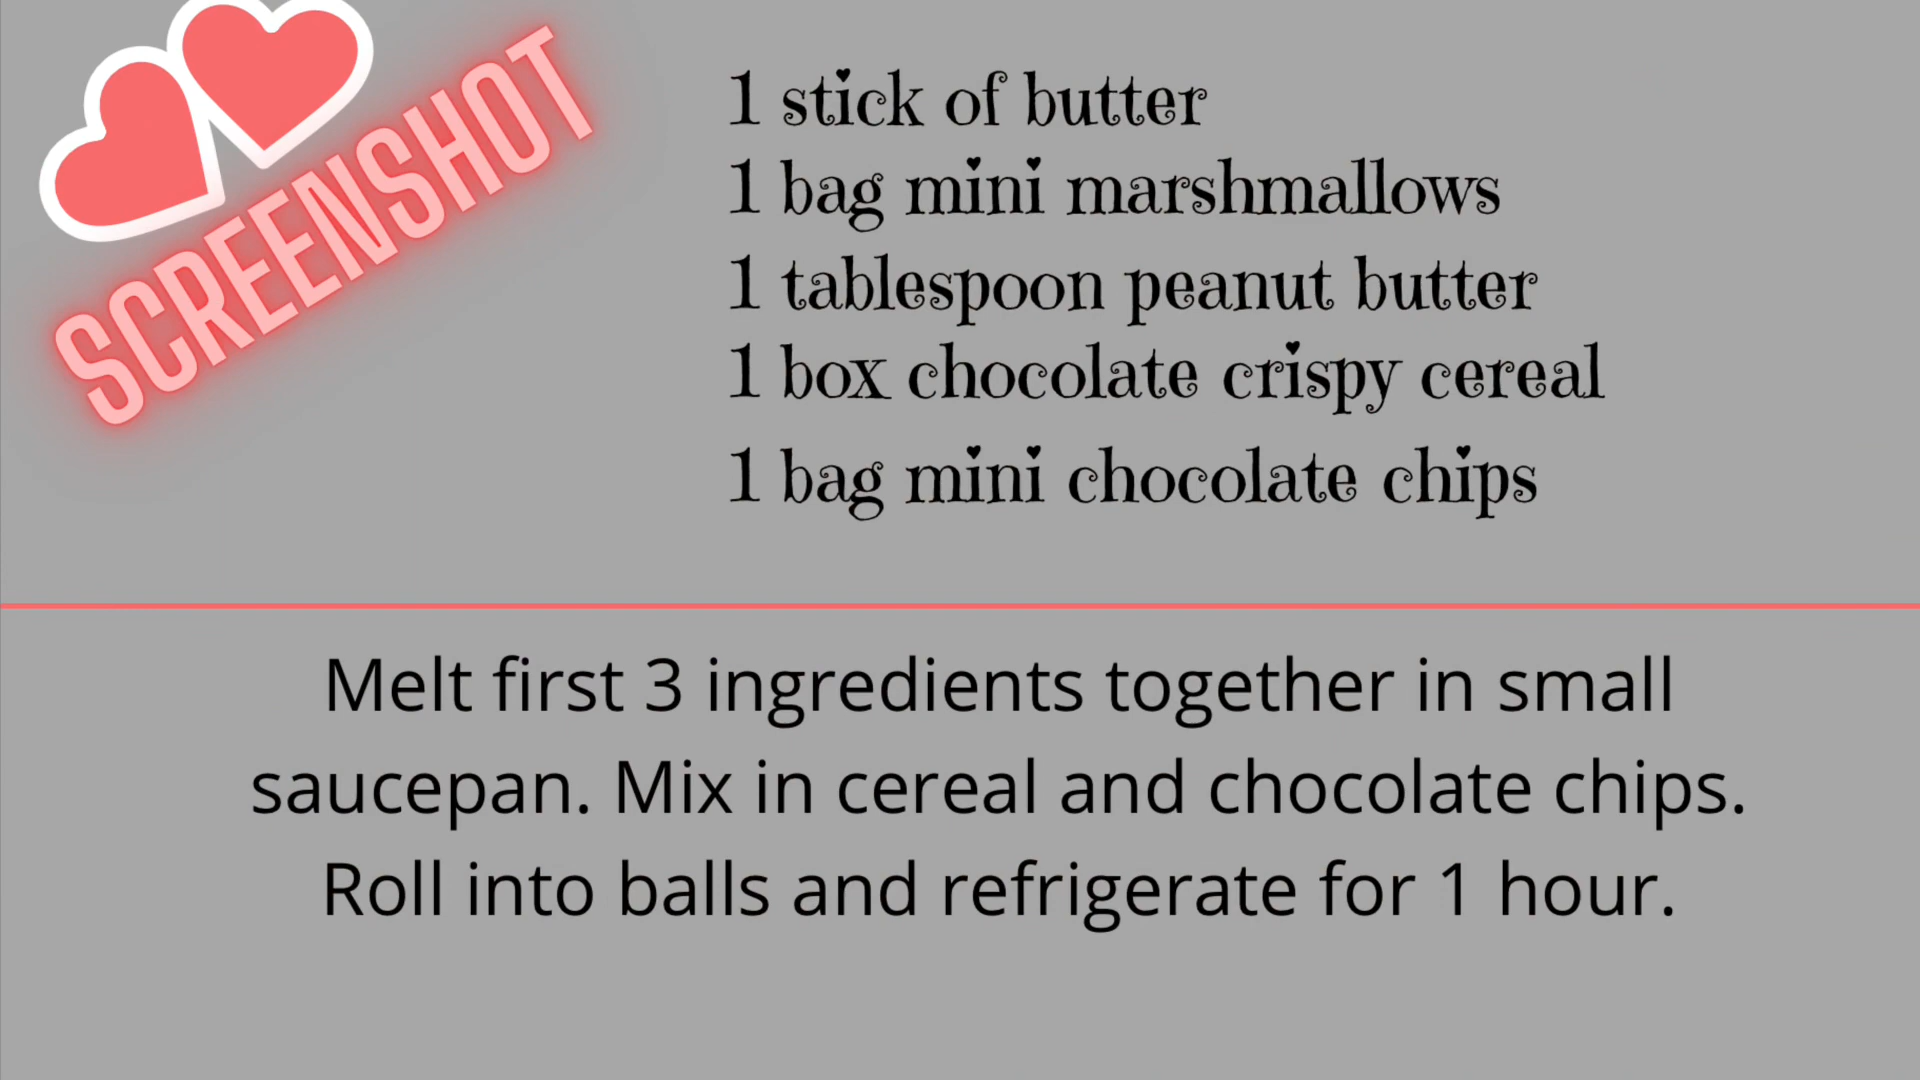 SCREENSHOT
1 stick of butter
1 bag mini marshmallows
1 tablespoon peanut butter
1 box chocolate crispy cereal
1 bag mini chocolate chips
Melt first 3 ingredients together in small
saucepan. Mix in cereal and chocolate chips.
Roll into balls and refrigerate for 1 hour.